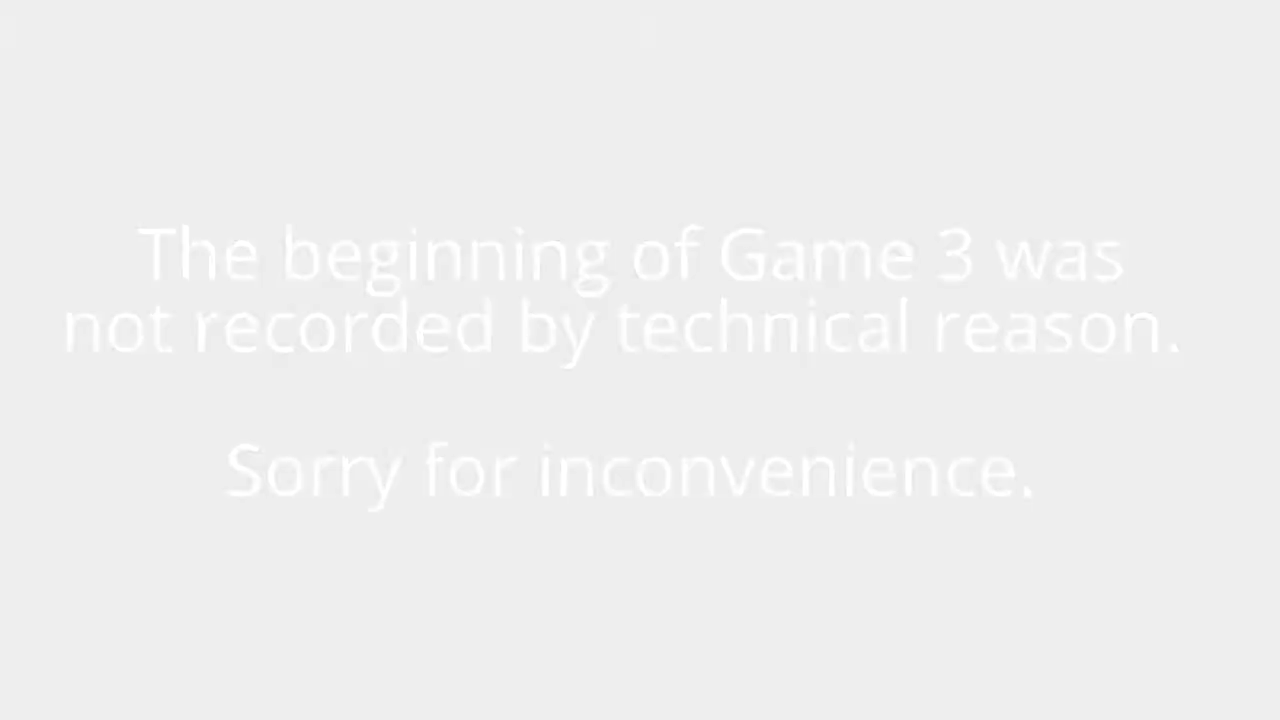 The beginning of Game 3 was
not recorded by technical reason.
Sorry for inconvenience.